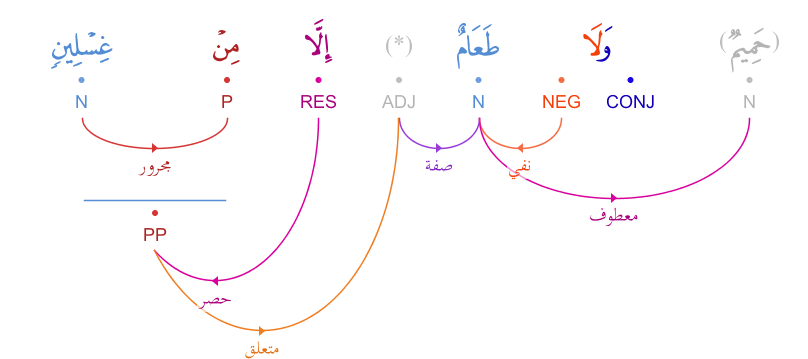 (حَمِيمٌ) وَلَا طَعَامٌ (*) إِلَّا مِنْ غِسْلِينٍ
N CONJ NEG N ADJ RES P N
مجرور صفة نفي
معطوف
PP
حصر
متعلق